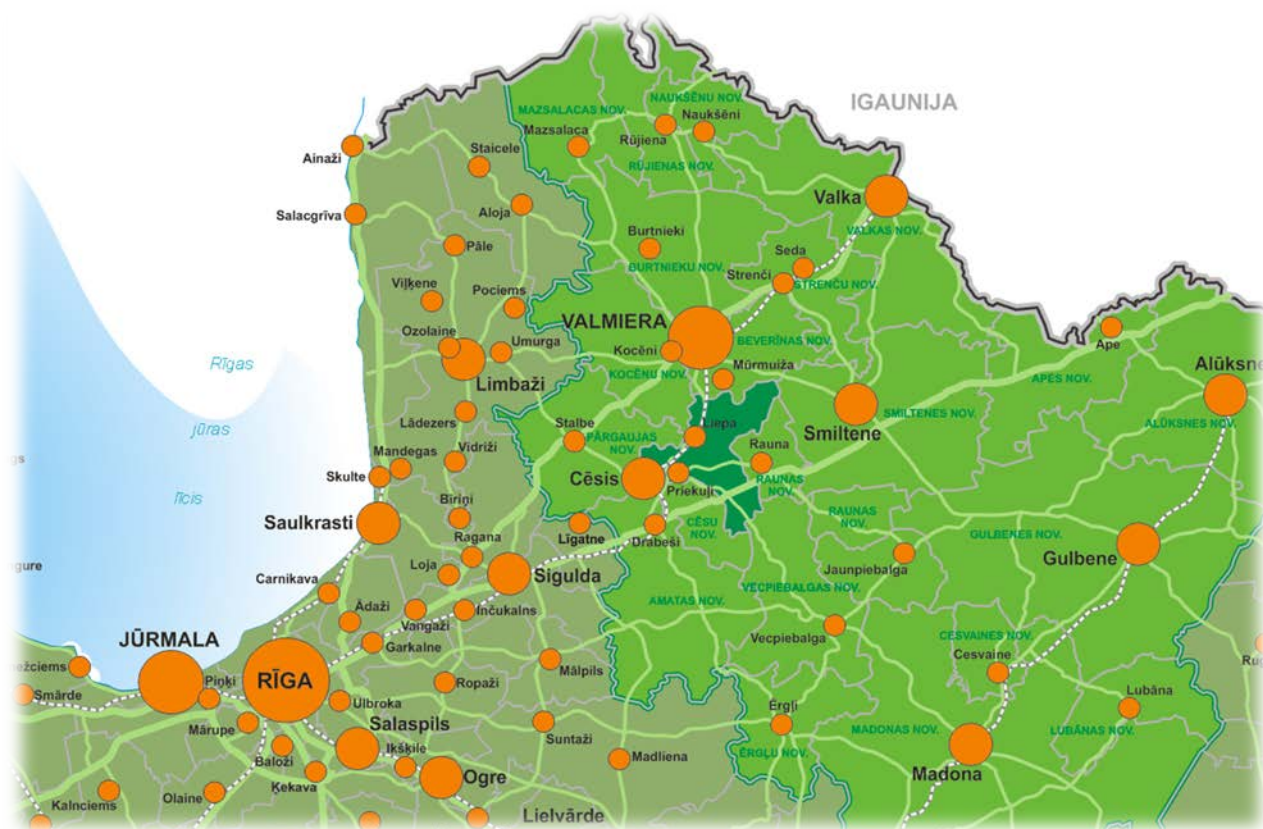 IGAUNIJA
NAUKŠĒNU NOV.
MAZSALACAS NOV.
Naukšēni
Mazsalaca
Rūjiena
Ainaži
Staicele
RŪJIENAS NOV.
Valka
Salacgrīva
Aloja
VALKAS NOV.
Burtnieki
Pāle
Seda
BURTNIEKU NOV.
Strenči
STRENČU NOV.
Viļķene
Pociems
VALMIERA
Ozolaine
Umurga
Kocēni
BEVERĪNAS NOV.
Ape
Rīgas
Mūrmuiža
KOCĒNU NOV.
Alūksne
Limbaži
APES NOV.
jūras
Lādezers
Stalbe
Liepa
SMILTENES NOV.
Smiltene
ALŪKSNES NOV.
PĀRGAUJAS
NOV.
Rauna
Vidriži
Mandegas
Skulte
Cēsis
Priekuļi
RAUNAS
NOV.
līcis
Biriņi
Saulkrasti
CĒSU
NOV.
RAUNAS
NOV.
Ragana
Līgatne
Drabeši
GULBENES NOV.
Gulbene
gure
Loja
Sigulda
Jaunpiebalga
Carnikava
VECPIEBALGAS NOV.
AMATAS NOV.
Ādaži
Vangaži
Inčukalns
Garkalne
Vecpiebalga
CESVAINES NOV.
Cesvaine
JŪRMALA
ežciems
Mālpils
RĪGA
Piņķi
Smārde
Ropaži
Lubāna
Ulbroka
Ērgļi
Mārupe
Salaspils
Suntaži
MADONAS NOV.
LUBĀNAS NOV.
Baloži
Ikšķile
Madliena
ĒRGĻU NOV.
Ķekava
Ogre
Madona
Kalnciems
Olaine
Lielvārde